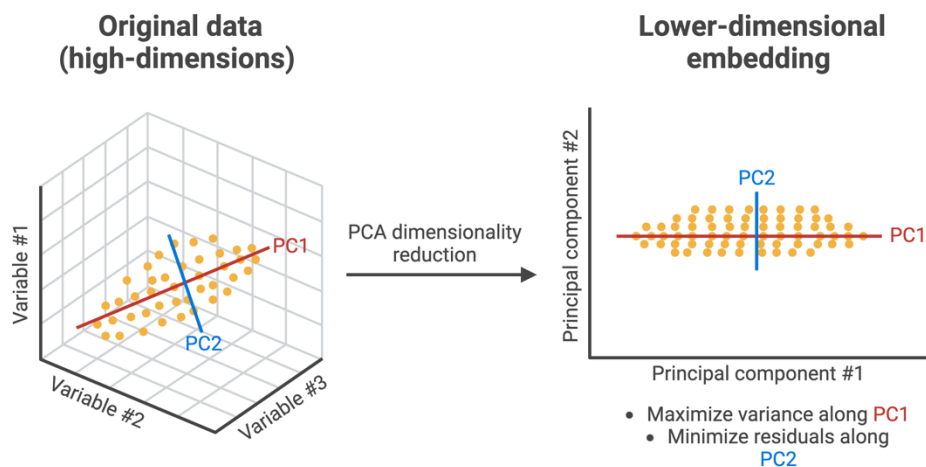 Original data
(high-dimensions)
Lower-dimensional
embedding
Variable #1
Variable #2
Variable #3
PC1
PC2
PCA dimensionality
reduction
Principal component #2
PC2
PC1
Principal component #1
• Maximize variance along PC1
• Minimize residuals along
PC2